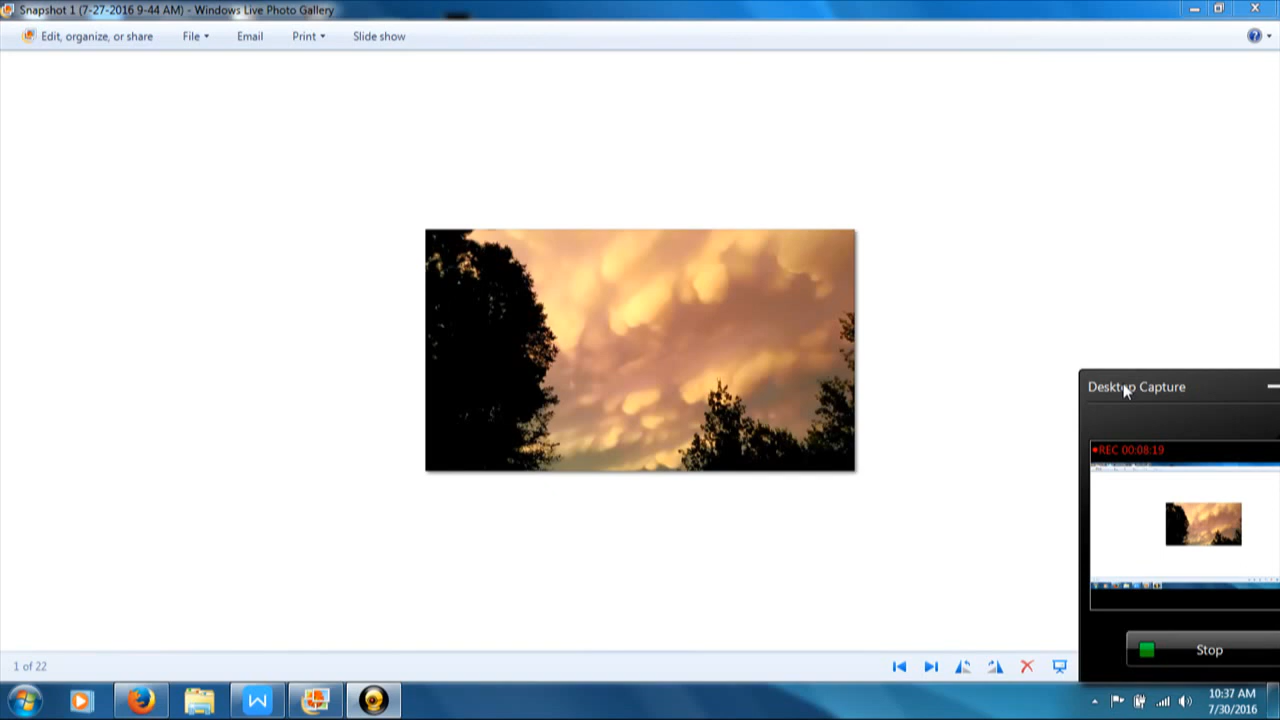 Snapshot 1 (7-27-2016 9-44 AM) - Windows Live Photo Gallery
Edit, organize, or share File Email Print Slide show
Desktop Capture
●REC 00:08:19
Stop
1 of 22
10:37 AM
7/30/2016